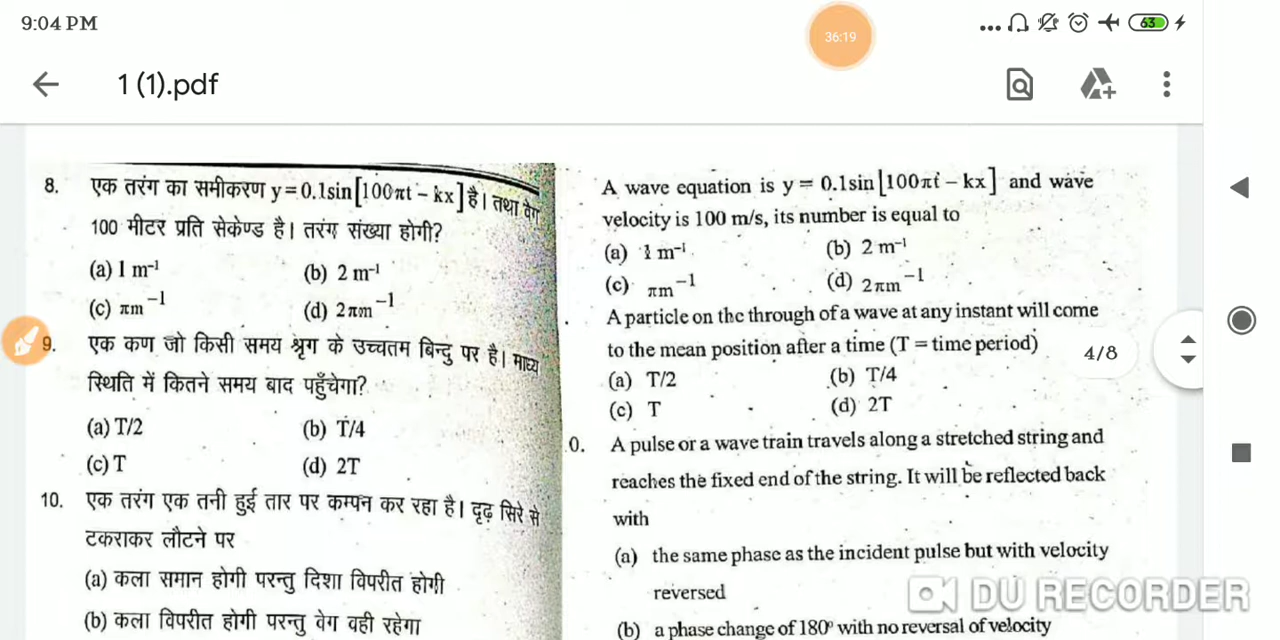 9:04 PM
36:19
63
1 (1).pdf
8. एक तरंग का समीकरण y=0.1sin[100πt – kx] है। तथा वेग
100 मीटर प्रति सेकेण्ड है। तरंग संख्या होगी?
(a) 1 m⁻¹ (b) 2 m⁻¹
(c) πm⁻¹ (d) 2πm⁻¹
9. एक कण जो किसी समय श्रृग के उच्चतम बिन्दु पर है। माध्य
स्थिति में कितने समय बाद पहुँचेगा?
(a) T/2 (b) T/4
(c) T (d) 2T
10. एक तरंग एक तनी हुई तार पर कम्पन कर रहा है। दृढ़ सिरे से
टकराकर लौटने पर
(a) कला समान होगी परन्तु दिशा विपरीत होगी
(b) कला विपरीत होगी परन्तु वेग वही रहेगा
A wave equation is y = 0.1sin[100πt – kx] and wave
velocity is 100 m/s, its number is equal to
(a) 1 m⁻¹ (b) 2 m⁻¹
(c) πm⁻¹ (d) 2πm⁻¹
A particle on the through of a wave at any instant will come
to the mean position after a time (T = time period)
(a) T/2 (b) T/4
(c) T (d) 2T
4/8
0. A pulse or a wave train travels along a stretched string and
reaches the fixed end of the string. It will be reflected back
with
(a) the same phase as the incident pulse but with velocity
reversed
(b) a phase change of 180° with no reversal of velocity
DU RECORDER